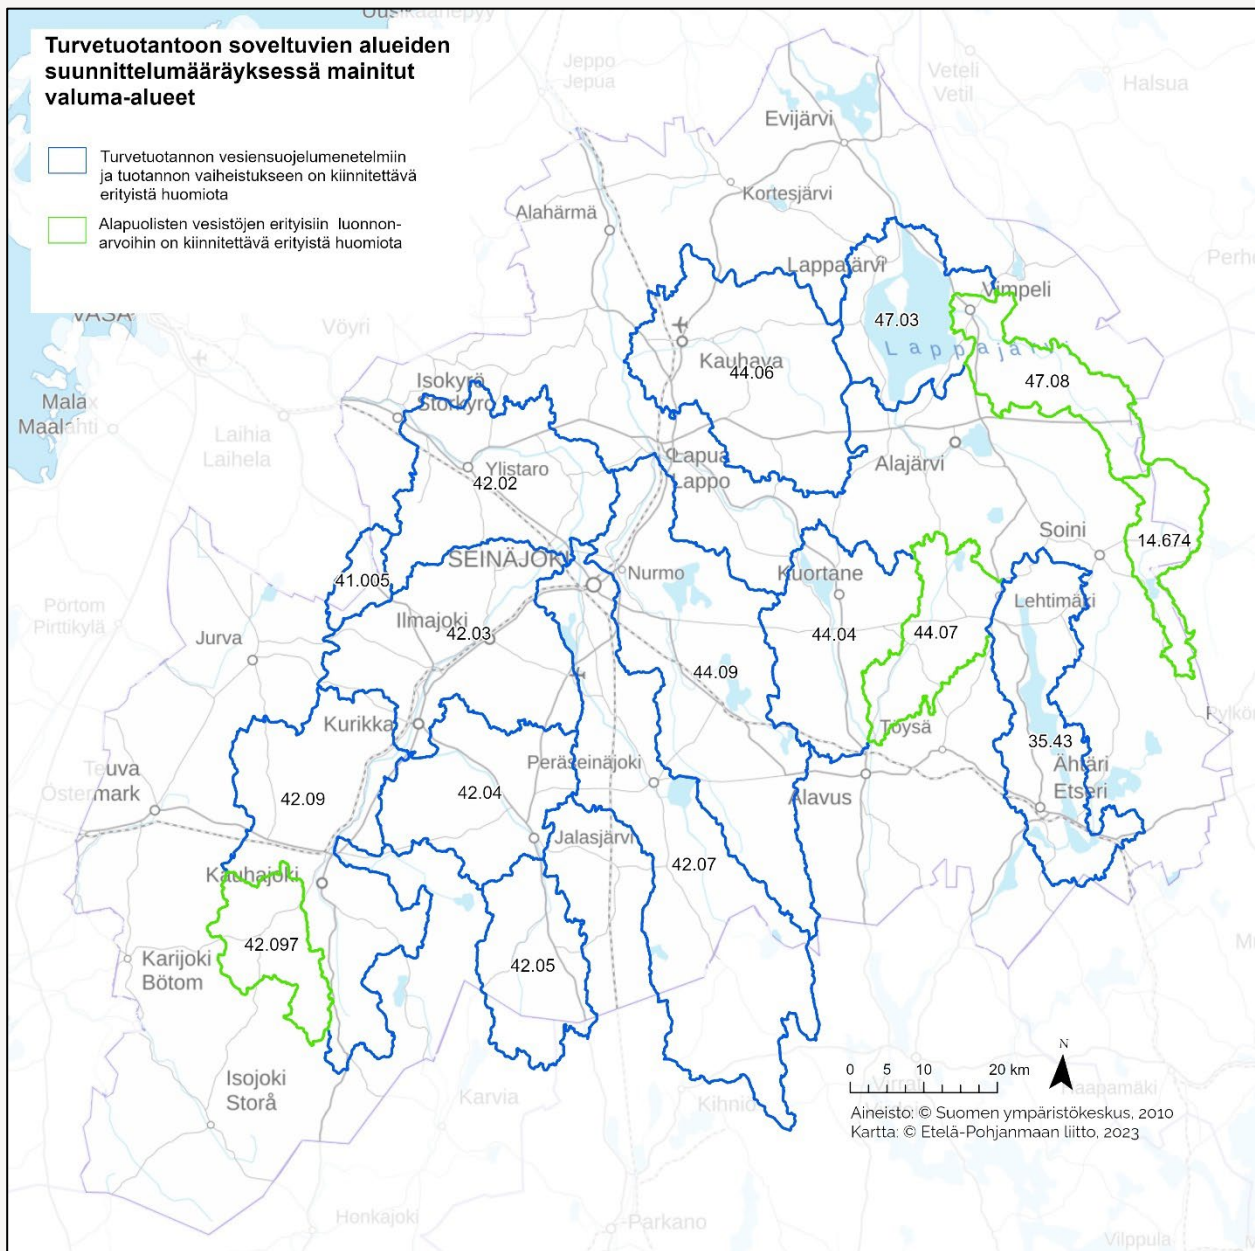 Uusikaarlepyy
Turvetuotantoon soveltuvien alueiden
suunnittelumääräyksessä mainitut
valuma-alueet
Turvetuotannon vesiensuojelumenetelmiin
ja tuotannon vaiheistukseen on kiinnitettävä
erityistä huomiota
Alapuolisten vesistöjen erityisiin luonnon-
arvoihin on kiinnitettävä erityistä huomiota
Jeppo
Jepua
Veteli
Vetil
Halsua
Evijärvi
Kortesjärvi
Alahärmä
Lappajärvi
Perho
Vimpeli
VASA
Vöyri
47.03
Lappajärvi
Kauhava
44.06
47.08
Isokyrö
Storkyro
Malax
Maalahti
Laihia
Laihela
Ylistaro
42.02
Lapua
Lappo
Alajärvi
Soini
14.674
SEINÄJOKI
Nurmo
41.005
Kuortane
Lehtimäki
Pörtom
Pirttikylä
Ilmajoki
42.03
44.04
44.07
Jurva
44.09
Kurikka
Töysä
35.43
Ähtäri
Etseri
Teuva
Östermark
Peräseinäjoki
42.09
42.04
Alavus
Jalasjärvi
42.07
Kauhajoki
42.097
Karijoki
Bötom
42.05
N
0 5 10 20 km
Isojoki
Storå
Karvia
Kihniö
Aineisto: © Suomen ympäristökeskus, 2010
Kartta: © Etelä-Pohjanmaan liitto, 2023
Honkajoki
Parkano
Vilppula